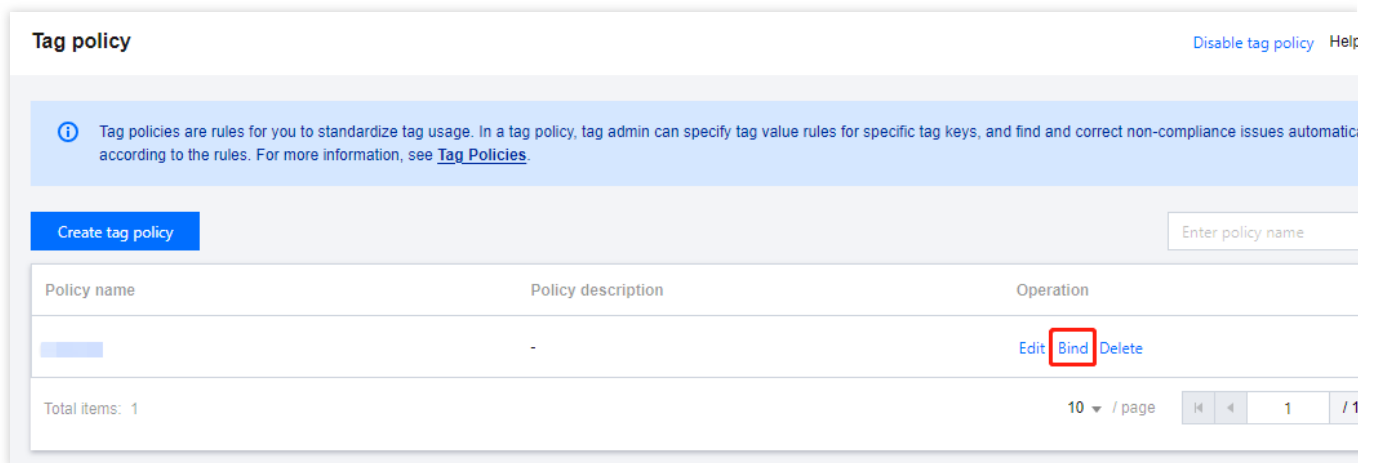 Tag policy
Disable tag policy Help
Tag policies are rules for you to standardize tag usage. In a tag policy, tag admin can specify tag value rules for specific tag keys, and find and correct non-compliance issues automatica
according to the rules. For more information, see Tag Policies.
Create tag policy
Enter policy name
Policy name Policy description Operation
- Edit Bind Delete
Total items: 1 10 / page 1 / 1